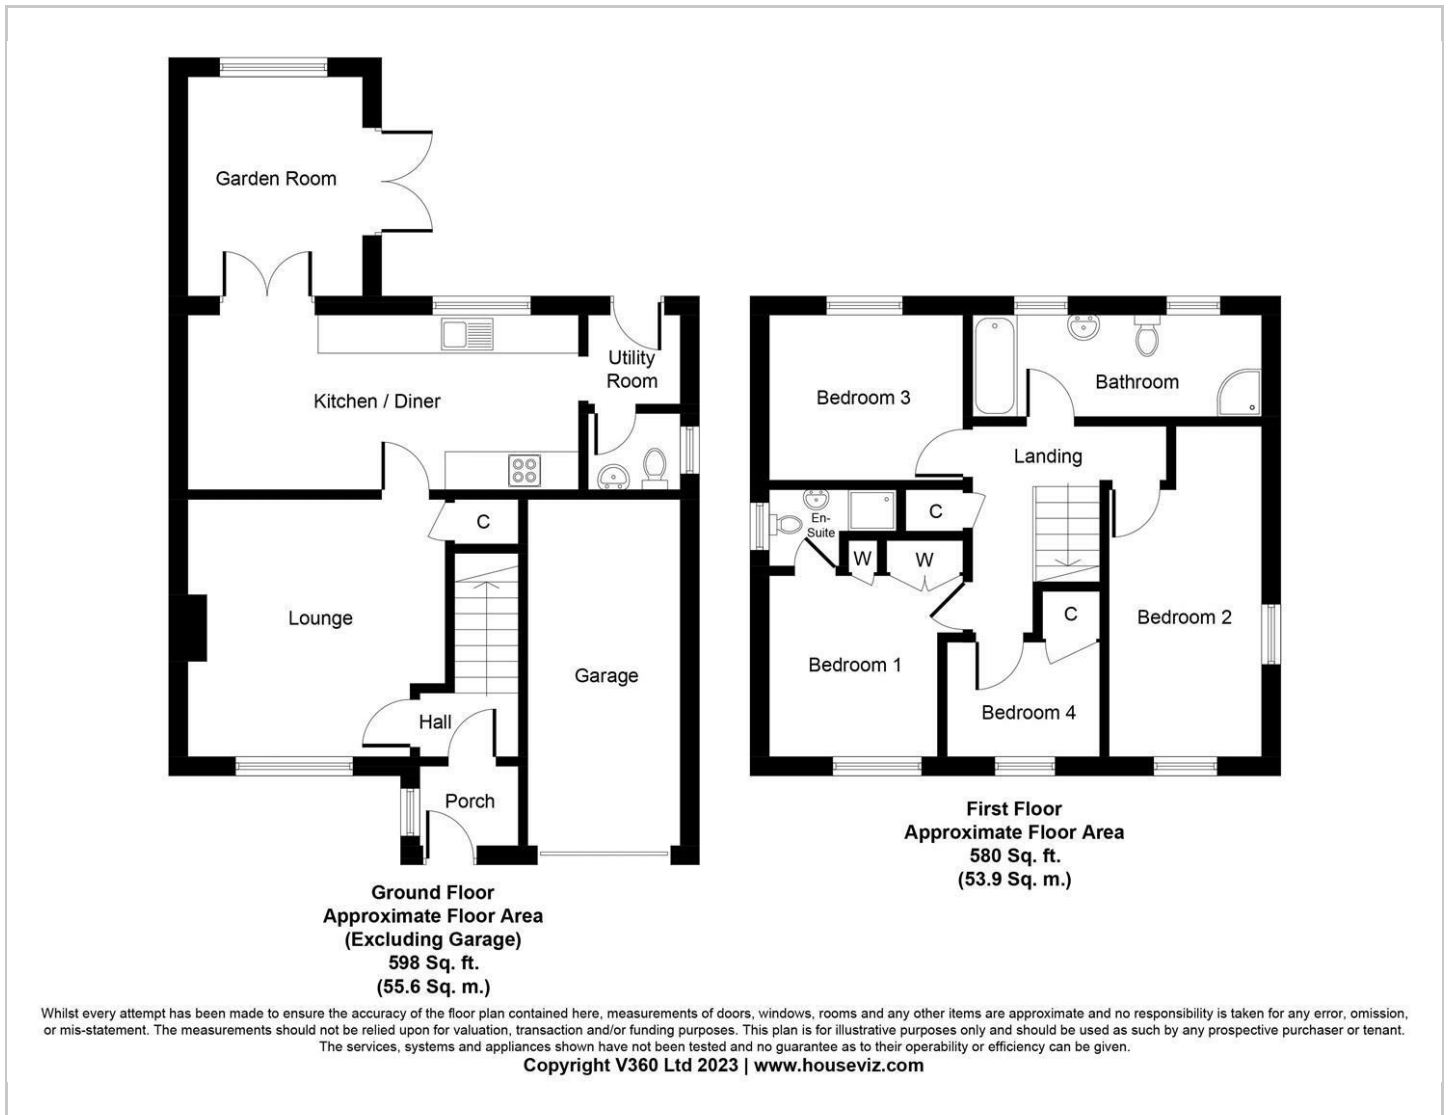 Garden Room
Utility
Room
Kitchen / Diner
C
Lounge
Garage
Hall
Porch
Ground Floor
Approximate Floor Area
(Excluding Garage)
598 Sq. ft.
(55.6 Sq. m.)
Bathroom
Bedroom 3
Landing
En-
Suite
C
W
W
C
Bedroom 2
Bedroom 1
Bedroom 4
First Floor
Approximate Floor Area
580 Sq. ft.
(53.9 Sq. m.)
Whilst every attempt has been made to ensure the accuracy of the floor plan contained here, measurements of doors, windows, rooms and any other items are approximate and no responsibility is taken for any error, omission,
or mis-statement. The measurements should not be relied upon for valuation, transaction and/or funding purposes. This plan is for illustrative purposes only and should be used as such by any prospective purchaser or tenant.
The services, systems and appliances shown have not been tested and no guarantee as to their operability or efficiency can be given.
Copyright V360 Ltd 2023 | www.houseviz.com